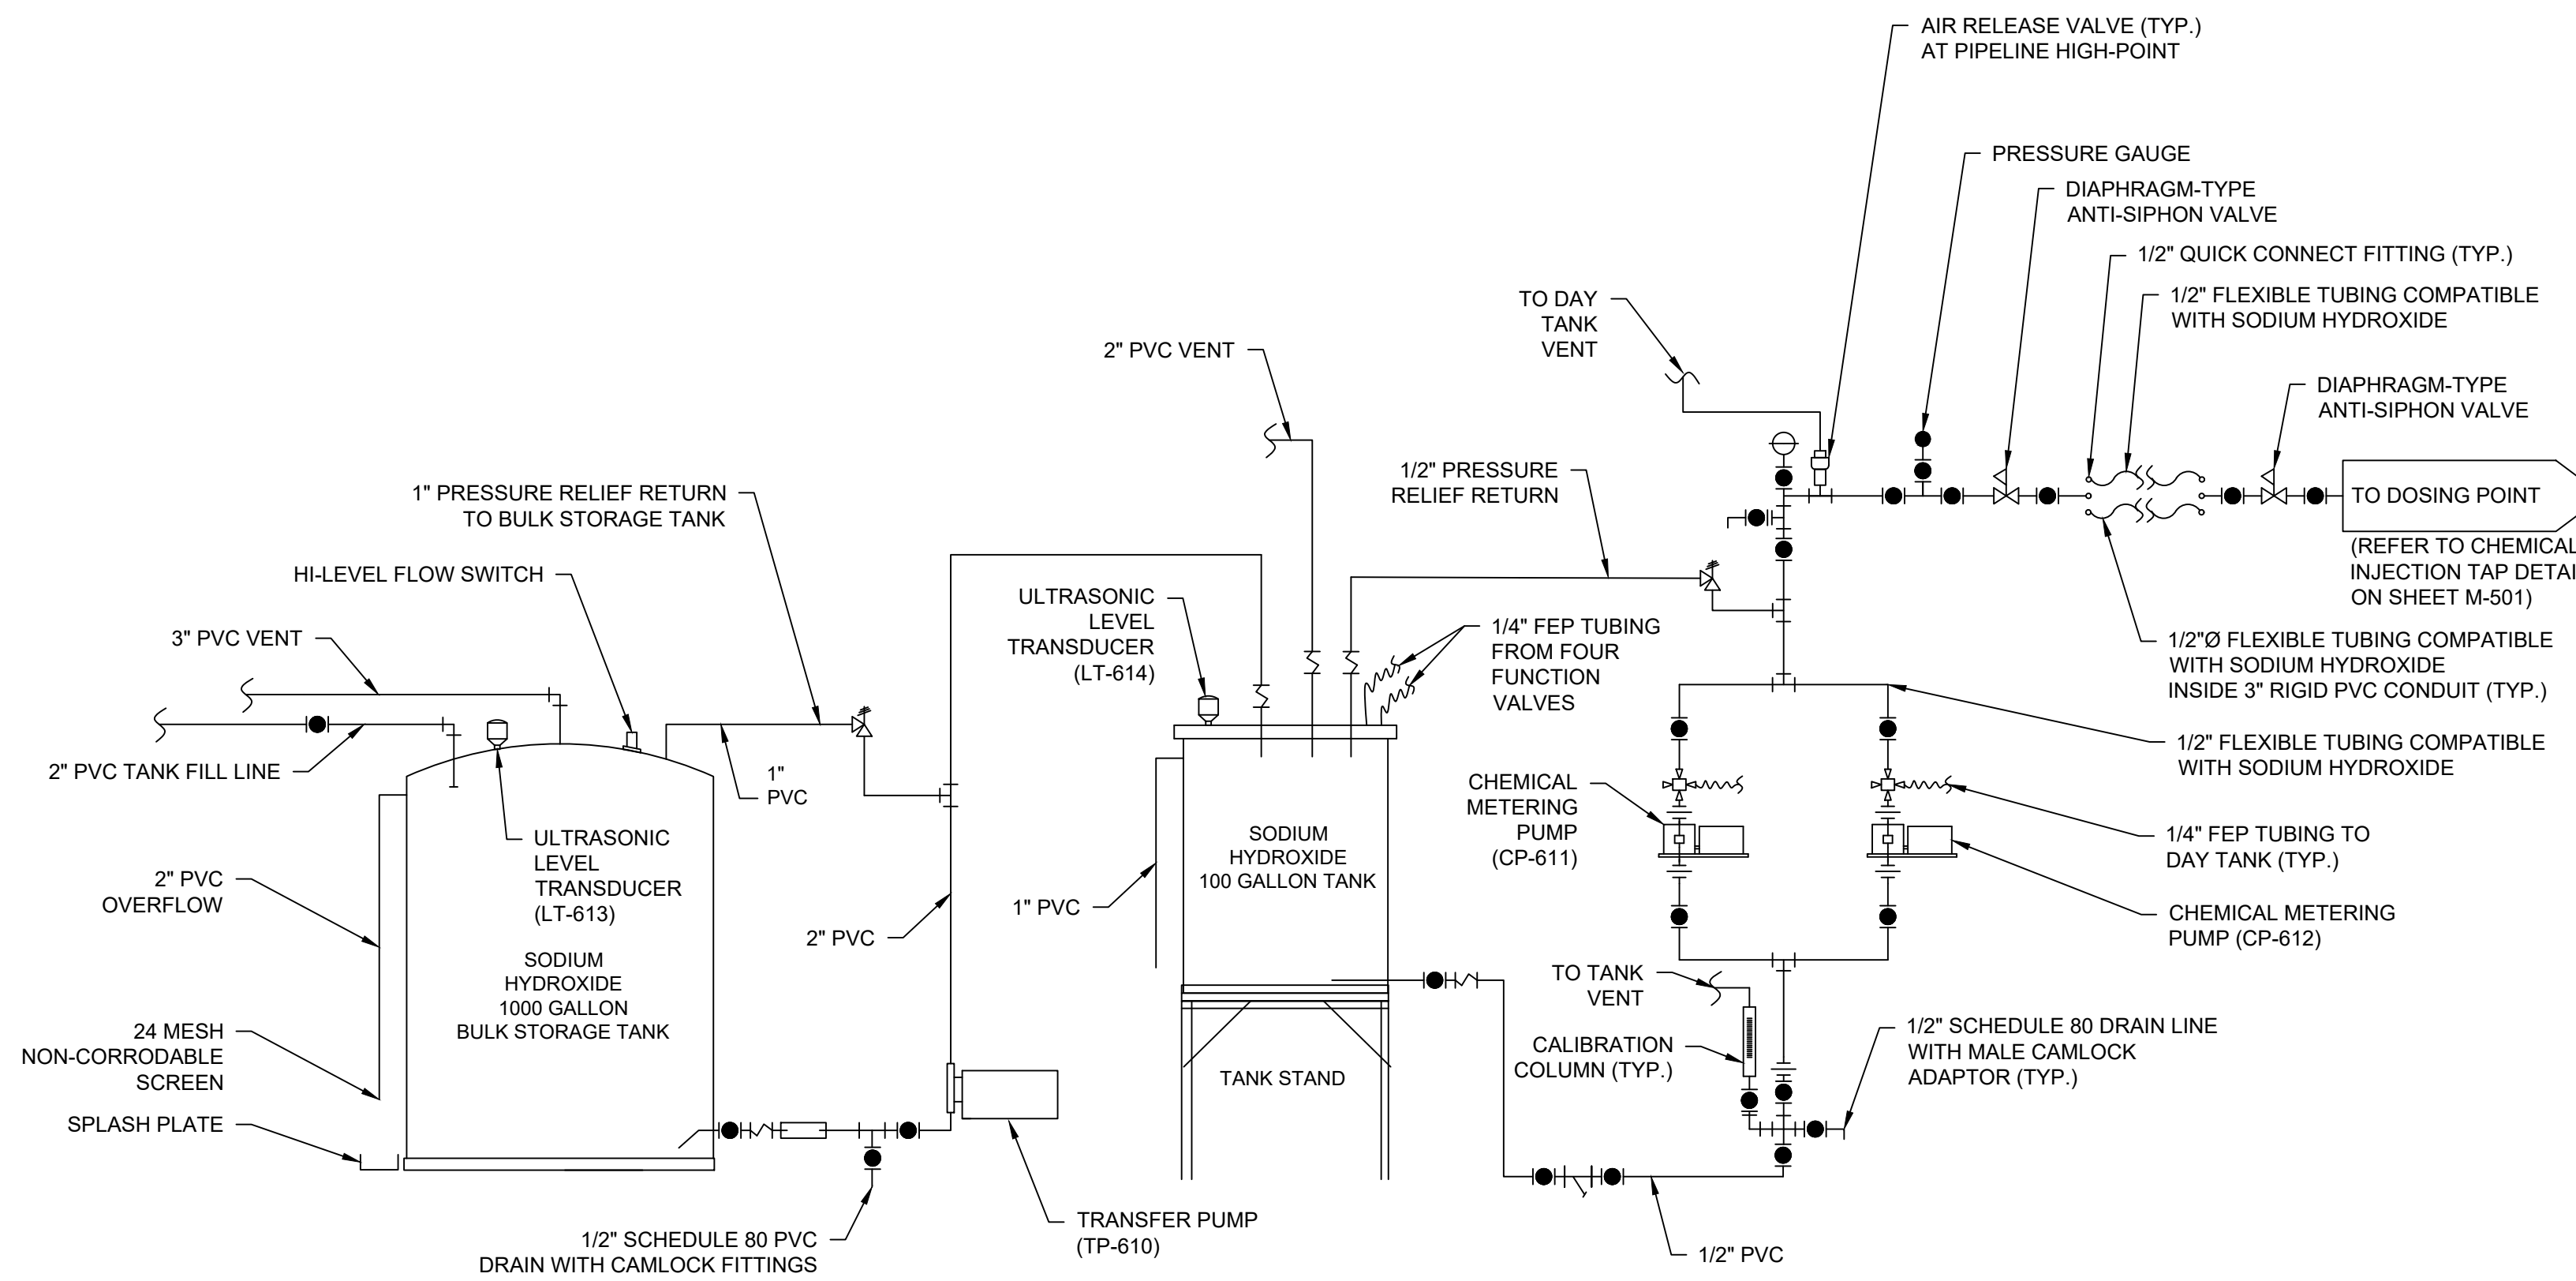 AIR RELEASE VALVE (TYP.)
AT PIPELINE HIGH-POINT
PRESSURE GAUGE
DIAPHRAGM-TYPE
ANTI-SIPHON VALVE
1/2" QUICK CONNECT FITTING (TYP.)
1/2" FLEXIBLE TUBING COMPATIBLE
WITH SODIUM HYDROXIDE
TO DAY
TANK
VENT
2" PVC VENT
DIAPHRAGM-TYPE
ANTI-SIPHON VALVE
1/2" PRESSURE
RELIEF RETURN
1" PRESSURE RELIEF RETURN
TO BULK STORAGE TANK
TO DOSING POINT
(REFER TO CHEMICAL
INJECTION TAP DETAI
ON SHEET M-501)
HI-LEVEL FLOW SWITCH
ULTRASONIC
LEVEL
TRANSDUCER
(LT-614)
1/4" FEP TUBING
FROM FOUR
FUNCTION
VALVES
3" PVC VENT
1/2"Ø FLEXIBLE TUBING COMPATIBLE
WITH SODIUM HYDROXIDE
INSIDE 3" RIGID PVC CONDUIT (TYP.)
2" PVC TANK FILL LINE
1"
PVC
1/2" FLEXIBLE TUBING COMPATIBLE
WITH SODIUM HYDROXIDE
CHEMICAL
METERING
PUMP
(CP-611)
ULTRASONIC
LEVEL
TRANSDUCER
(LT-613)
SODIUM
HYDROXIDE
100 GALLON TANK
1/4" FEP TUBING TO
DAY TANK (TYP.)
2" PVC
OVERFLOW
1" PVC
2" PVC
CHEMICAL METERING
PUMP (CP-612)
SODIUM
HYDROXIDE
1000 GALLON
BULK STORAGE TANK
TO TANK
VENT
24 MESH
NON-CORRODABLE
SCREEN
CALIBRATION
COLUMN (TYP.)
1/2" SCHEDULE 80 DRAIN LINE
WITH MALE CAMLOCK
ADAPTOR (TYP.)
TANK STAND
SPLASH PLATE
1/2" SCHEDULE 80 PVC
DRAIN WITH CAMLOCK FITTINGS
TRANSFER PUMP
(TP-610)
1/2" PVC